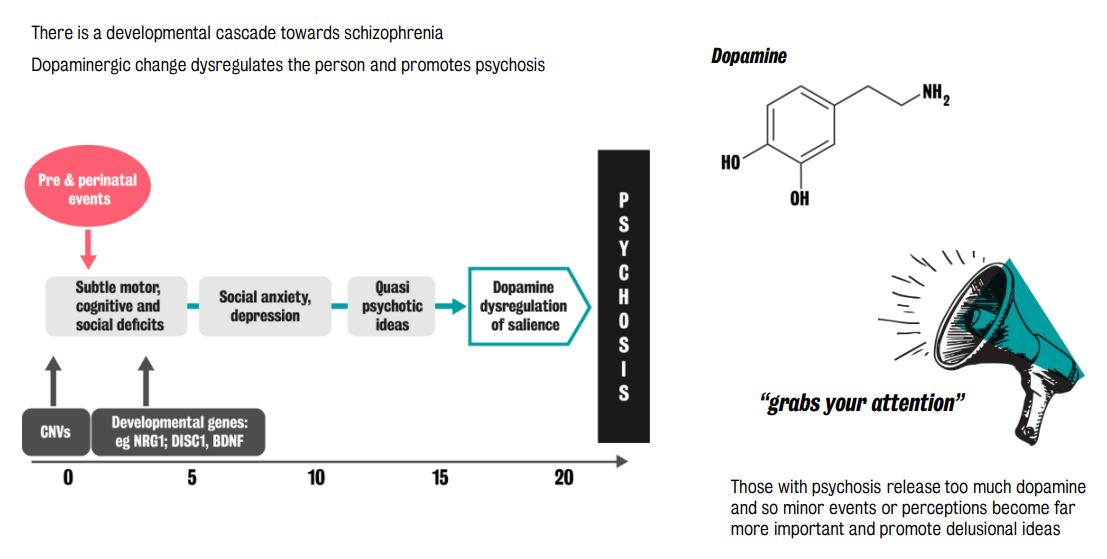 There is a developmental cascade towards schizophrenia
Dopaminergic change dysregulates the person and promotes psychosis
Pre & perinatal
events
Subtle motor,
cognitive and
social deficits
Social anxiety,
depression
Quasi
psychotic
ideas
Dopamine
dysregulation
of salience
PSYCHOSIS
CNVs
Developmental genes:
eg NRG1; DISC1, BDNF
0 5 10 15 20
Dopamine
NH2
HO
OH
“grabs your attention”
Those with psychosis release too much dopamine
and so minor events or perceptions become far
more important and promote delusional ideas